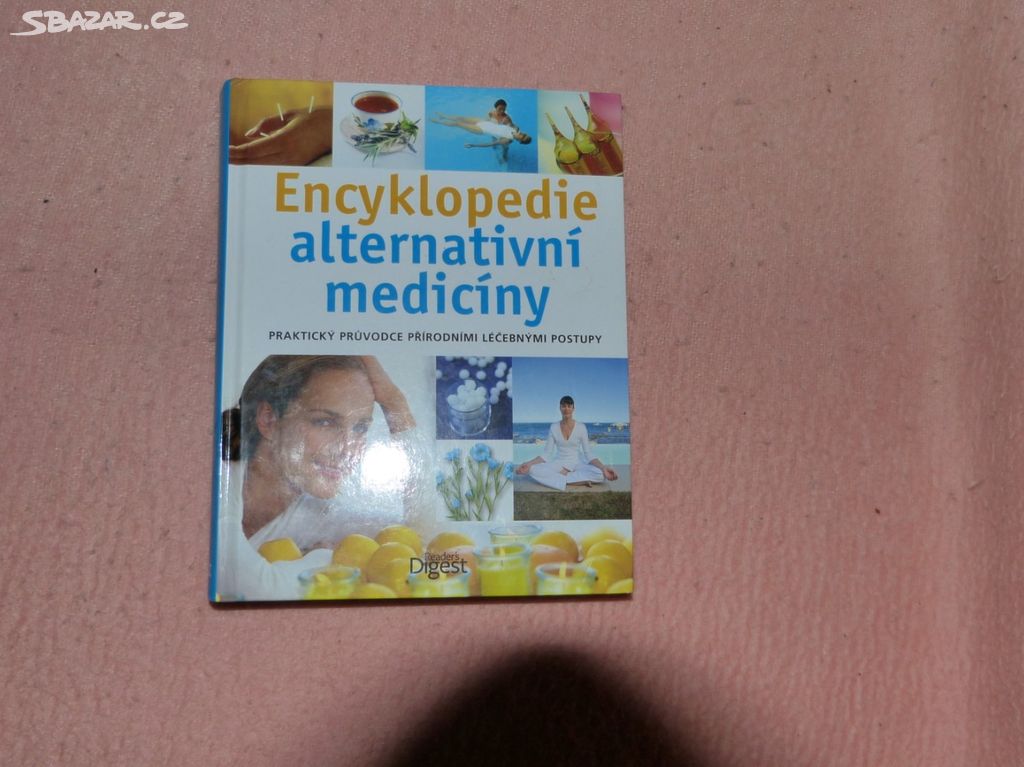 SBAZAR.CZ
Encyklopedie
alternativní
medicíny
PRAKTICKÝ PRŮVODCE PŘÍRODNÍMI LÉČEBNÝMI POSTUPY
Reader's
Digest